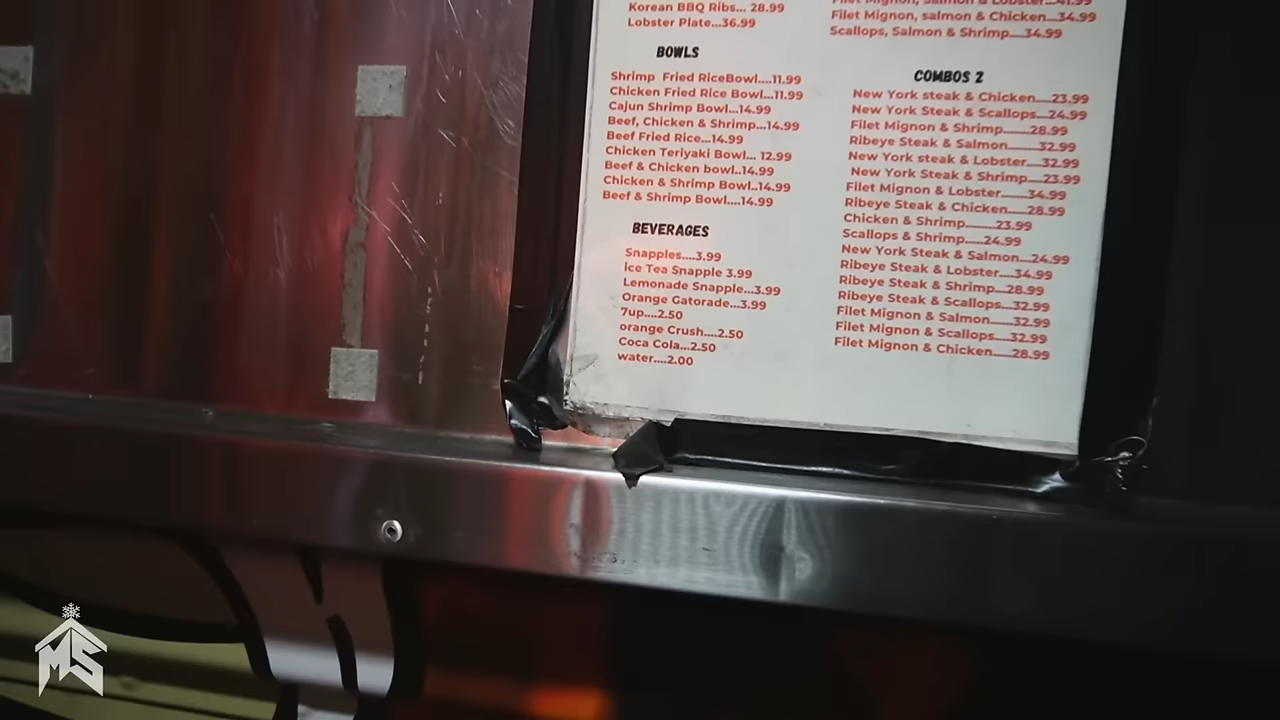 Korean BBQ Ribs... 28.99
Lobster Plate...36.99
BOWLS
Shrimp Fried RiceBowl....11.99
Chicken Fried Rice Bowl...11.99
Cajun Shrimp Bowl..14.99
Beef, Chicken & Shrimp...14.99
Beef Fried Rice...14.99
Chicken Teriyaki Bowl... 12.99
Beef & Chicken bowl..14.99
Chicken & Shrimp Bowl..14.99
Beef & Shrimp Bowl....14.99
BEVERAGES
Snapples....3.99
ice Tea Snapple 3.99
Lemonade Snapple...3.99
Orange Gatorade...3.99
7up....2.50
orange Crush....2.50
Coca Cola...2.50
water....2.00
Filet Mignon, Salmon & Lobster...41.99
Filet Mignon, salmon & Chicken...34.99
Scallops, Salmon & Shrimp....34.99
COMBOS 2
New York steak & Chicken....23.99
New York Steak & Scallops....24.99
Filet Mignon & Shrimp.......28.99
Ribeye Steak & Salmon........32.99
New York steak & Lobster....32.99
New York Steak & Shrimp....23.99
Filet Mignon & Lobster........34.99
Ribeye Steak & Chicken.....28.99
Chicken & Shrimp......23.99
Scallops & Shrimp.....24.99
New York Steak & Salmon....24.99
Ribeye Steak & Lobster....34.99
Ribeye Steak & Shrimp...28.99
Ribeye Steak & Scallops...32.99
Filet Mignon & Salmon.......32.99
Filet Mignon & Scallops....32.99
Filet Mignon & Chicken.....28.99
MS